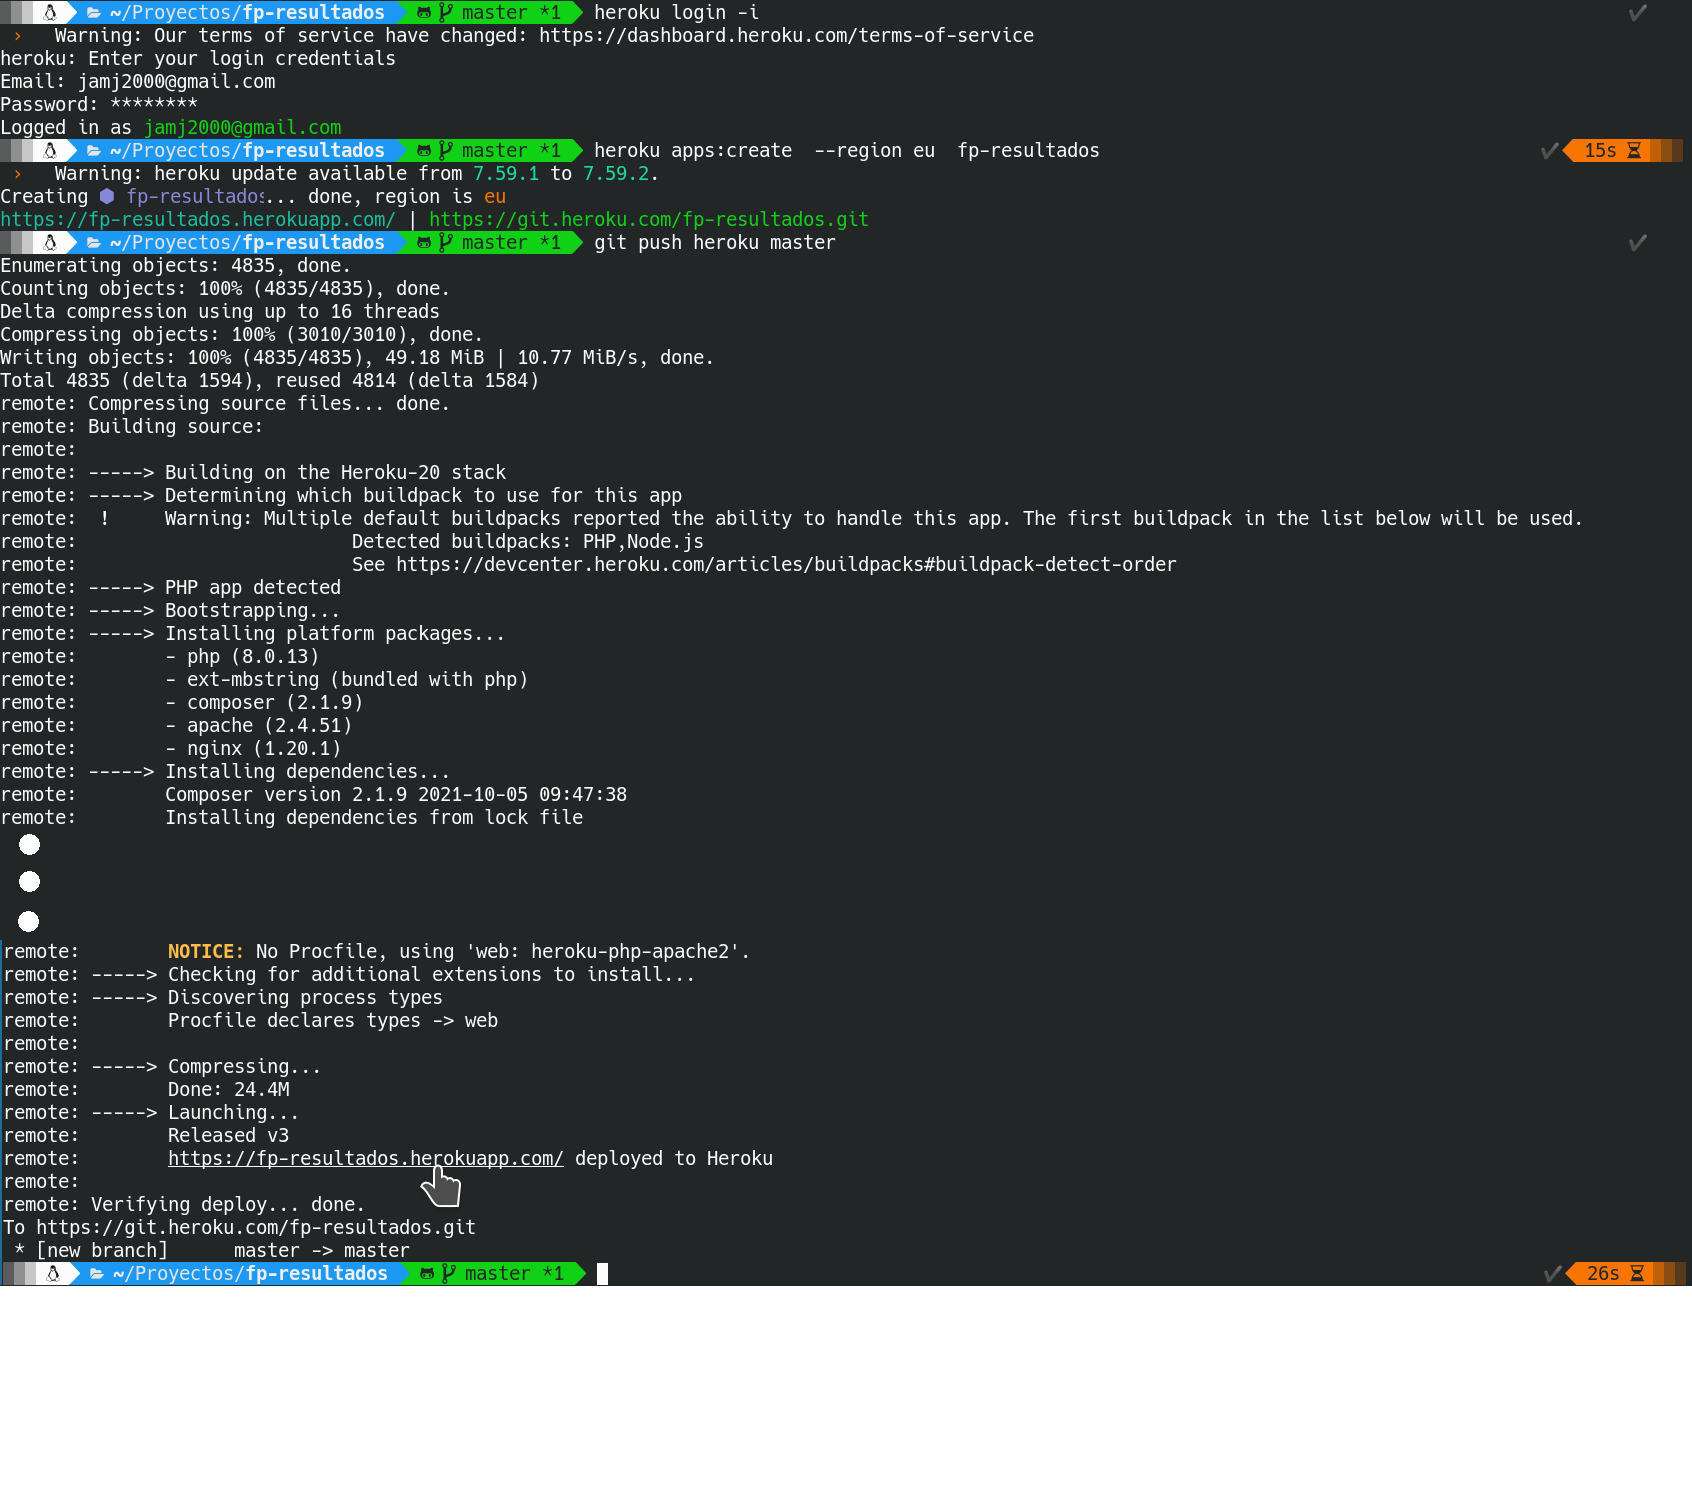 ~/Proyectos/fp-resultados master *1 heroku login -i ✔
› Warning: Our terms of service have changed: https://dashboard.heroku.com/terms-of-service
heroku: Enter your login credentials
Email: jamj2000@gmail.com
Password: ********
Logged in as jamj2000@gmail.com
~/Proyectos/fp-resultados master *1 heroku apps:create  --region eu  fp-resultados ✔ 15s
› Warning: heroku update available from 7.59.1 to 7.59.2.
Creating ⬢ fp-resultados... done, region is eu
https://fp-resultados.herokuapp.com/ | https://git.heroku.com/fp-resultados.git
~/Proyectos/fp-resultados master *1 git push heroku master ✔
Enumerating objects: 4835, done.
Counting objects: 100% (4835/4835), done.
Delta compression using up to 16 threads
Compressing objects: 100% (3010/3010), done.
Writing objects: 100% (4835/4835), 49.18 MiB | 10.77 MiB/s, done.
Total 4835 (delta 1594), reused 4814 (delta 1584)
remote: Compressing source files... done.
remote: Building source:
remote:
remote: -----> Building on the Heroku-20 stack
remote: -----> Determining which buildpack to use for this app
remote:  !     Warning: Multiple default buildpacks reported the ability to handle this app. The first buildpack in the list below will be used.
remote:                         Detected buildpacks: PHP,Node.js
remote:                         See https://devcenter.heroku.com/articles/buildpacks#buildpack-detect-order
remote: -----> PHP app detected
remote: -----> Bootstrapping...
remote: -----> Installing platform packages...
remote:        - php (8.0.13)
remote:        - ext-mbstring (bundled with php)
remote:        - composer (2.1.9)
remote:        - apache (2.4.51)
remote:        - nginx (1.20.1)
remote: -----> Installing dependencies...
remote:        Composer version 2.1.9 2021-10-05 09:47:38
remote:        Installing dependencies from lock file
remote:        NOTICE: No Procfile, using 'web: heroku-php-apache2'.
remote: -----> Checking for additional extensions to install...
remote: -----> Discovering process types
remote:        Procfile declares types -> web
remote:
remote: -----> Compressing...
remote:        Done: 24.4M
remote: -----> Launching...
remote:        Released v3
remote:        https://fp-resultados.herokuapp.com/ deployed to Heroku
remote:
remote: Verifying deploy... done.
To https://git.heroku.com/fp-resultados.git
 * [new branch]      master -> master
~/Proyectos/fp-resultados master *1 ✔ 26s